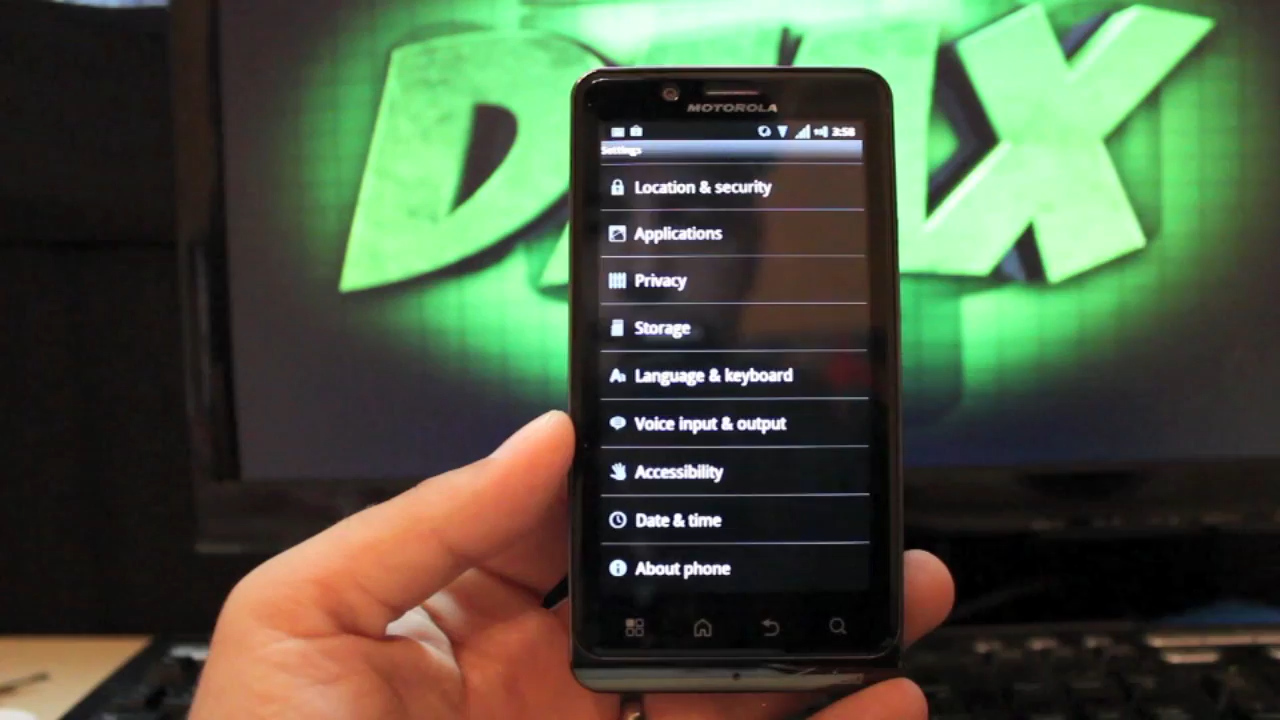 MOTOROLA
3:58
Settings
Location & security
Applications
Privacy
Storage
Language & keyboard
Voice input & output
Accessibility
Date & time
About phone